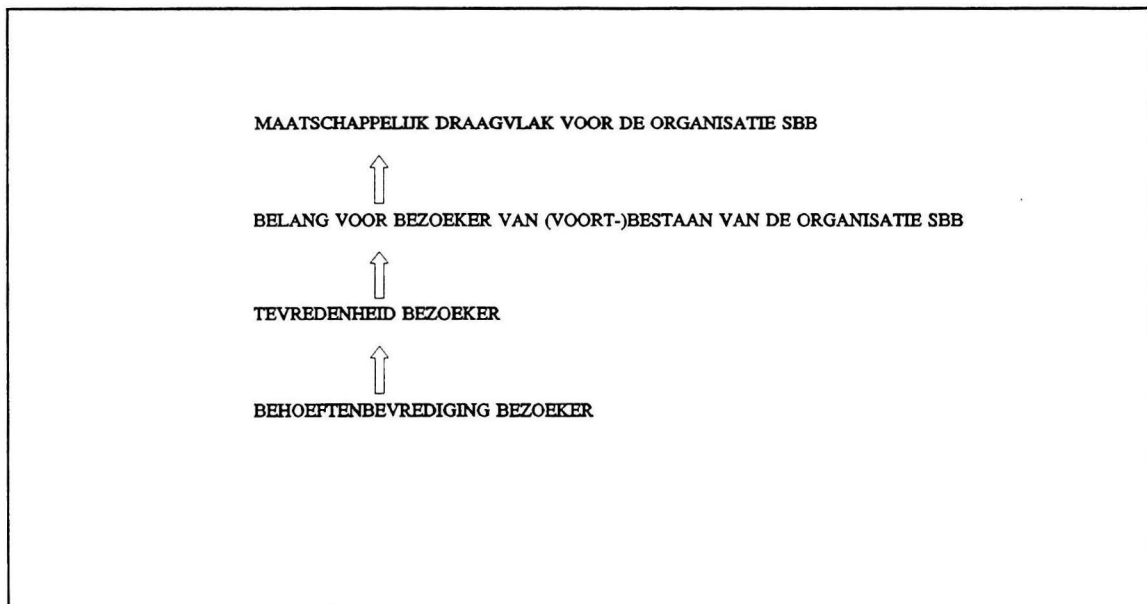 MAATSCHAPPELIJK DRAAGVLAK VOOR DE ORGANISATIE SBB
BELANG VOOR BEZOEKER VAN (VOORT-)BESTAAN VAN DE ORGANISATIE SBB
TEVREDENHEID BEZOEKER
BEHOEFTENBEVREDIGING BEZOEKER